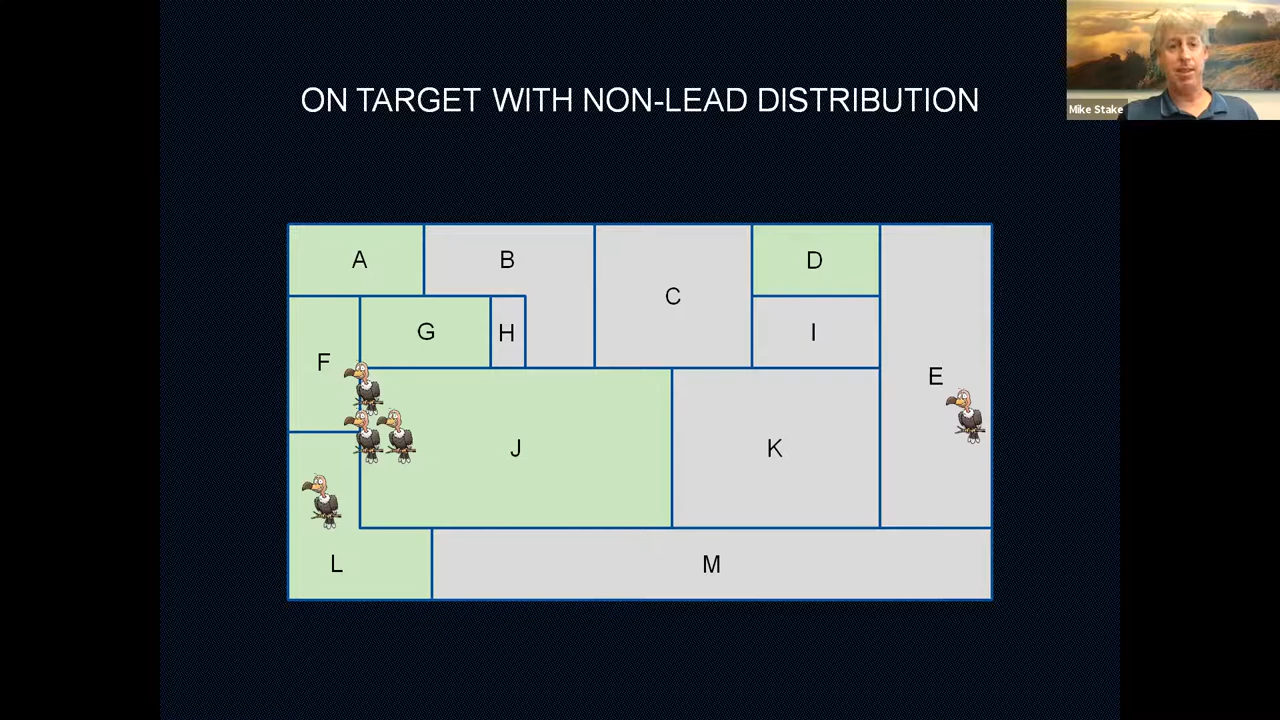 Mike Stake
ON TARGET WITH NON-LEAD DISTRIBUTION
A
B
C
D
E
F
G
H
I
J
K
L
M